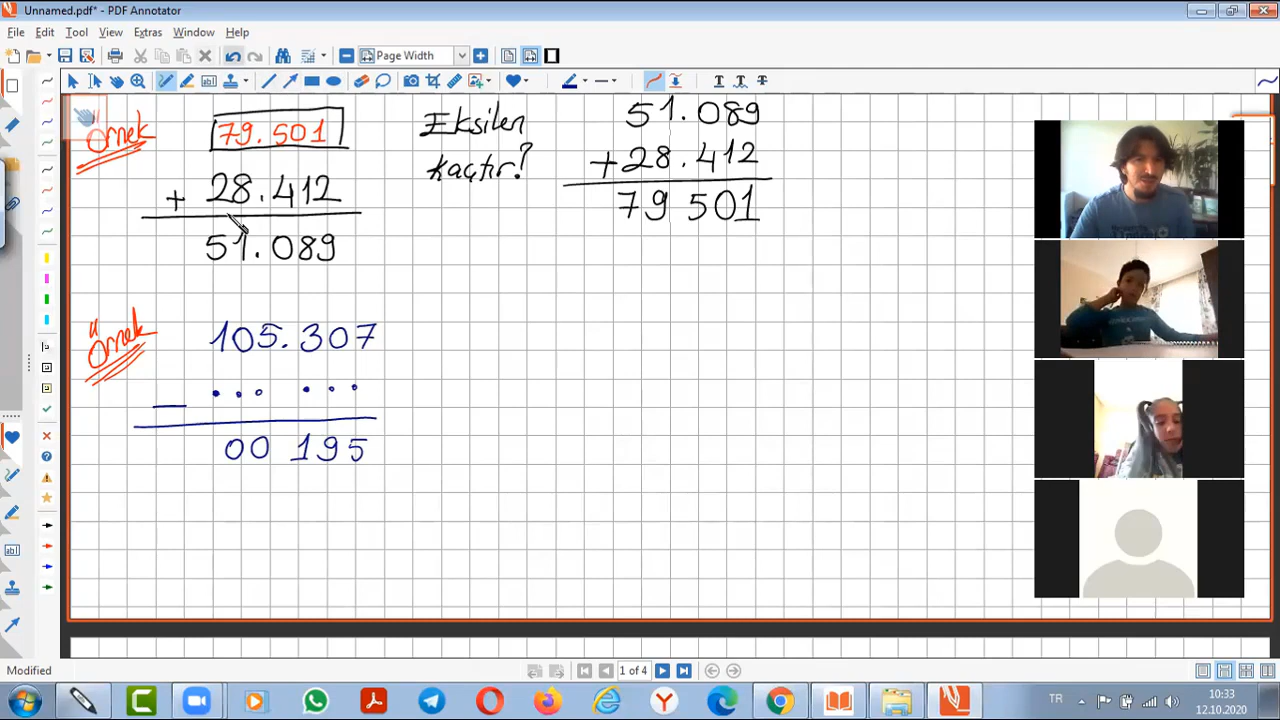 Unnamed.pdf* - PDF Annotator
File Edit Tool View Extras Window Help
Page Width
Örnek
79.501
+ 28.412
51.089
Eksilen
kaçtır?
51.089
+28.412
79 501
Örnek
105.307
— ... ...
00 195
Modified
1 of 4
TR
10:33
12.10.2020